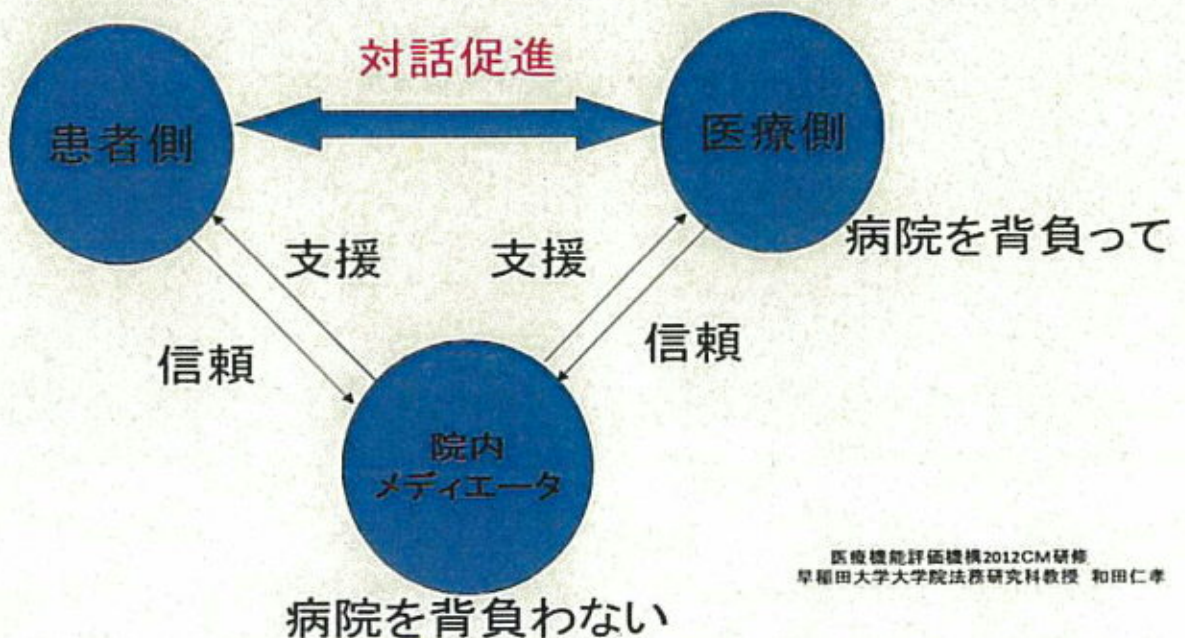 対話促進
患者側
医療側
病院を背負って
支援
支援
信頼
信頼
院内
メディエータ
医療機能評価機構2012CM研修
早稲田大学大学院法務研究科教授 和田仁孝
病院を背負わない